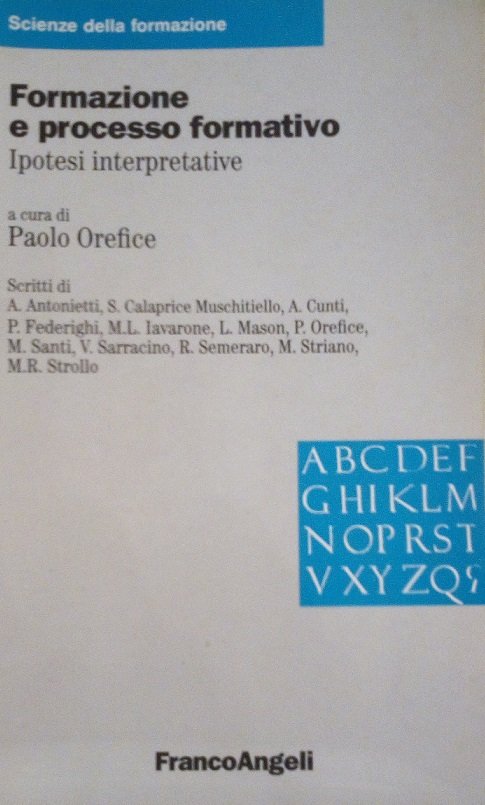 Scienze della formazione
Formazione
e processo formativo
Ipotesi interpretative
a cura di
Paolo Orefice
Scritti di
A. Antonietti, S. Calaprice Muschitiello, A. Cunti,
P. Federighi, M.L. Iavarone, L. Mason, P. Orefice,
M. Santi, V. Sarracino, R. Semeraro, M. Striano,
M.R. Strollo
ABCDEF
GHIKLM
NOPRST
VXYZQ
FrancoAngeli